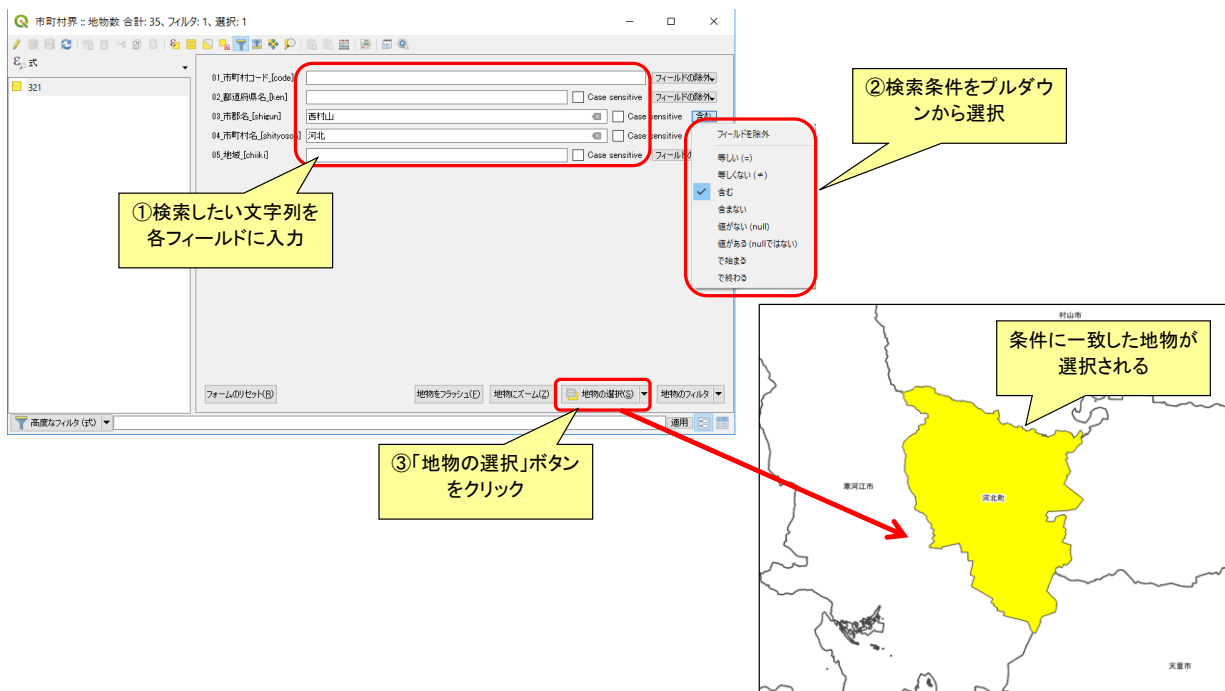 市町村界 :: 地物数 合計: 35、フィルタ: 1、選択: 1
式
321
01_市町村コード_[code]
フィールドの除外
02_都道府県名_[ken]
Case sensitive
フィールドの除外
03_市郡名_[shigun]
西村山
Case sensitive
含む
04_市町村名_[shityoson]
河北
Case sensitive
05_地域_[chiiki]
Case sensitive
フィールドの
フィールドを除外
等しい (=)
等しくない (≠)
含む
含まない
値がない (null)
値がある (nullではない)
で始まる
で終わる
②検索条件をプルダウ
ンから選択
①検索したい文字列を
各フィールドに入力
フォームのリセット(R)
地物をフラッシュ(F)
地物にズーム(Z)
地物の選択(S)
地物のフィルタ
高度なフィルタ (式)
適用
③「地物の選択」ボタン
をクリック
村山市
条件に一致した地物が
選択される
寒河江市
河北町
天童市